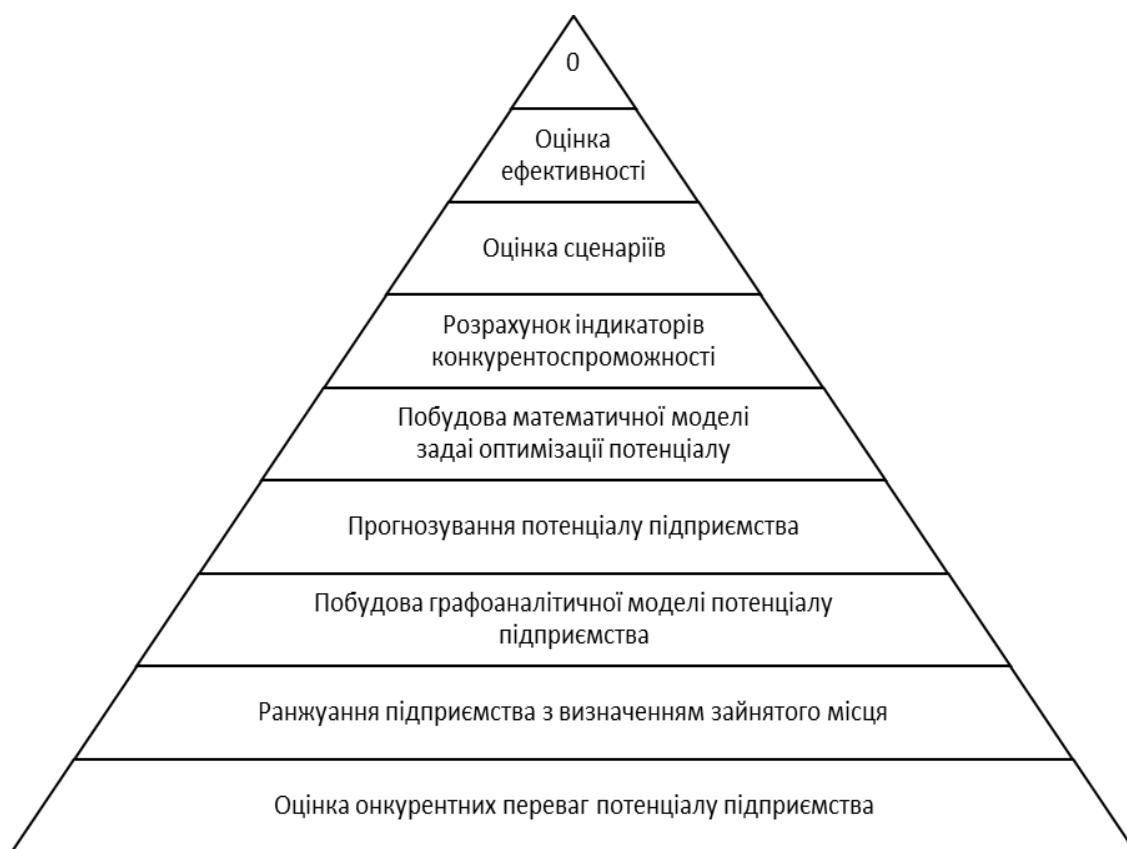 0
Оцінка
ефективності
Оцінка сценаріїв
Розрахунок індикаторів
конкурентоспроможності
Побудова математичної моделі
задаі оптимізації потенціалу
Прогнозування потенціалу підприємства
Побудова графоаналітичної моделі потенціалу
підприємства
Ранжуання підприємства з визначенням зайнятого місця
Оцінка онкурентних переваг потенціалу підприємства